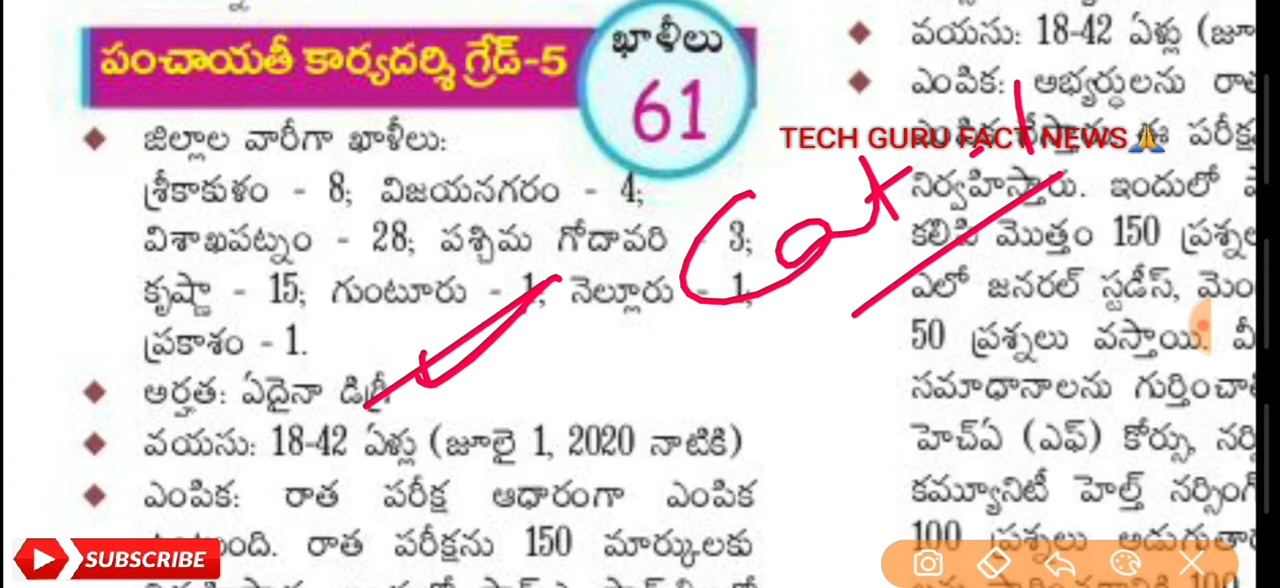 పంచాయతీ కార్యదర్శి గ్రేడ్-5
ఖాళీలు
61
జిల్లాల వారీగా ఖాళీలు:
శ్రీకాకుళం - 8; విజయనగరం - 4;
విశాఖపట్నం - 28; పశ్చిమ గోదావరి - 3;
కృష్ణా - 15; గుంటూరు - 1; నెల్లూరు - 1;
ప్రకాశం - 1.
అర్హత: ఏదైనా డిగ్రీ
వయసు: 18-42 ఏళ్లు (జూలై 1, 2020 నాటికి)
ఎంపిక: రాత పరీక్ష ఆధారంగా ఎంపిక
రాత పరీక్షను 150 మార్కులకు
వయసు: 18-42 ఏళ్లు (జూ
ఎంపిక: అభ్యర్థులను రాత
ఈ పరీక్ష
నిర్వహిస్తారు. ఇందులో
కలిపి మొత్తం 150 ప్రశ్నల
ఎలో జనరల్ స్టడీస్, మెం
50 ప్రశ్నలు వస్తాయి. వీ
సమాధానాలను గుర్తించా
హెచ్ఏ (ఎఫ్) కోర్సు, నర్సి
కమ్యూనిటీ హెల్త్ నర్సింగ్
100 ప్రశ్నలు అడుగుతా
TECH GURU FACT NEWS🙏
SUBSCRIBE